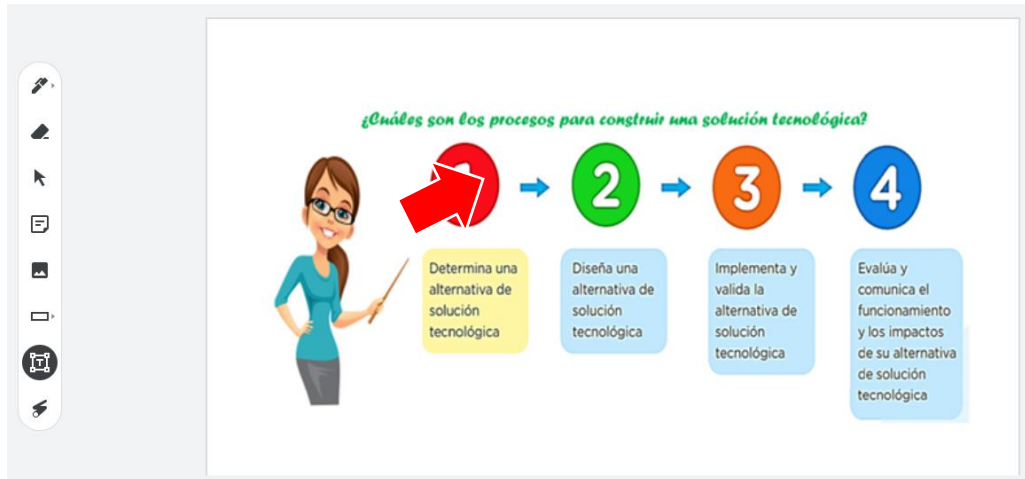 ¿Cuáles son los procesos para construir una solución tecnológica?
2
3
4
Determina una
alternativa de
solución
tecnológica
Diseña una
alternativa de
solución
tecnológica
Implementa y
valida la
alternativa de
solución
tecnológica
Evalúa y
comunica el
funcionamiento
y los impactos
de su alternativa
de solución
tecnológica
T